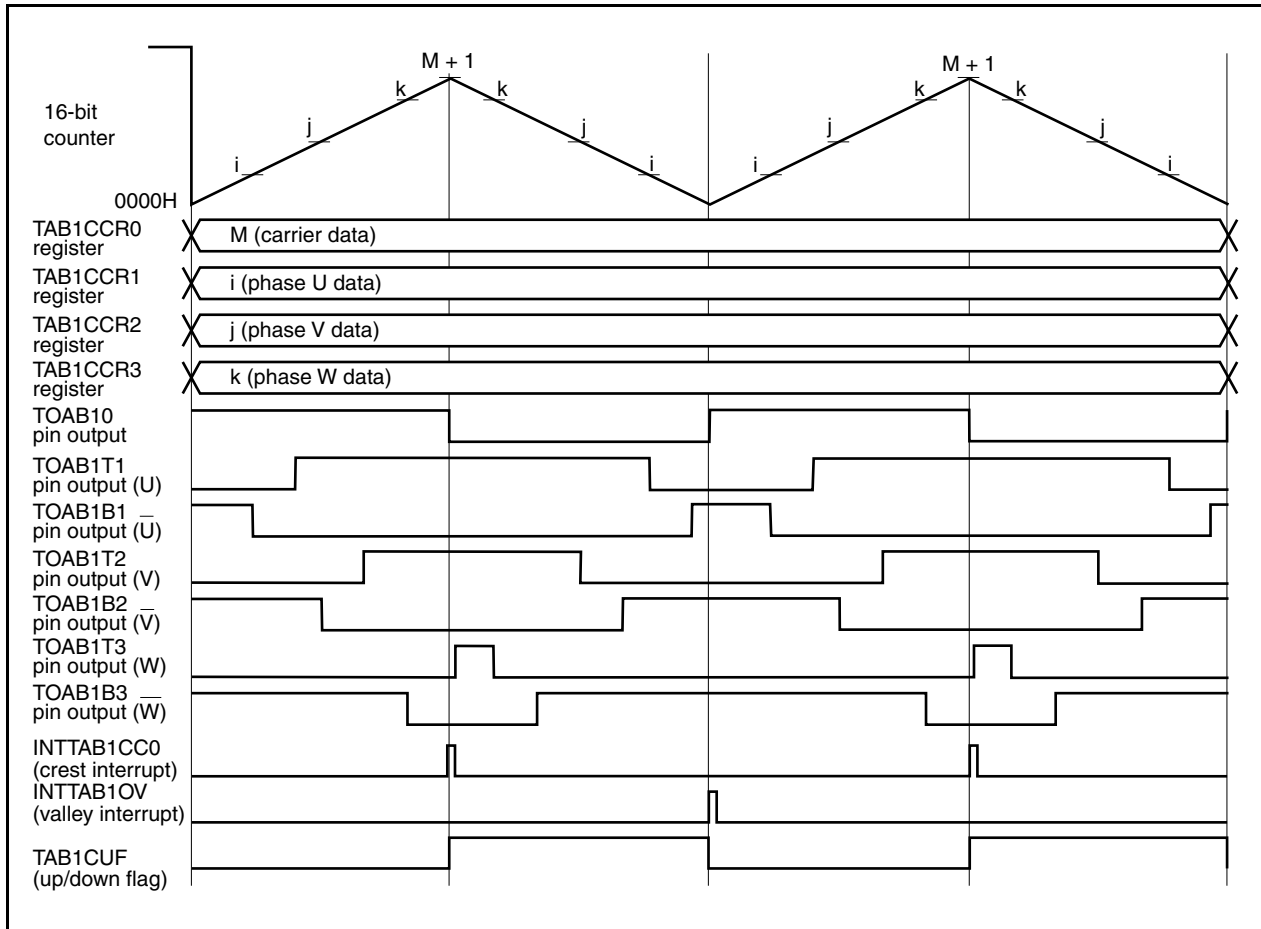 M + 1
M + 1
k
k
k
k
16-bit
counter
j
j
j
j
i
i
i
i
0000H
TAB1CCR0
register
M (carrier data)
TAB1CCR1
register
i (phase U data)
TAB1CCR2
register
j (phase V data)
TAB1CCR3
register
k (phase W data)
TOAB10
pin output
TOAB1T1
pin output (U)
TOAB1B1
pin output (U̅)
TOAB1T2
pin output (V)
TOAB1B2
pin output (V̅)
TOAB1T3
pin output (W)
TOAB1B3
pin output (W̅)
INTTAB1CC0
(crest interrupt)
INTTAB1OV
(valley interrupt)
TAB1CUF
(up/down flag)